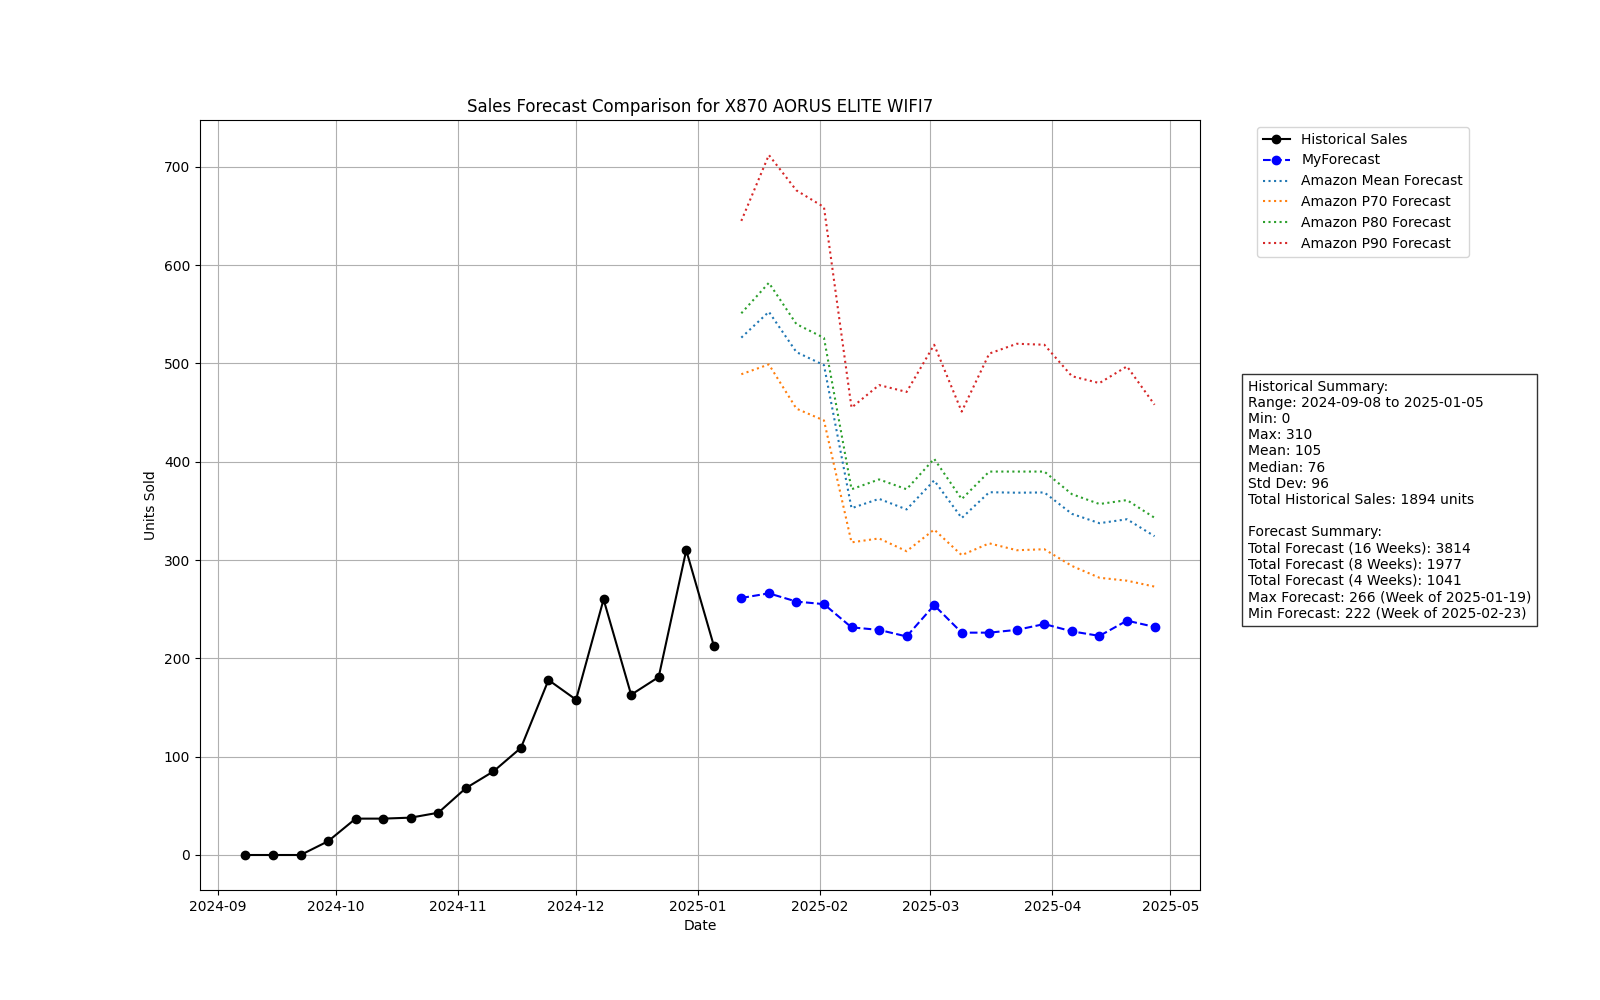 Sales Forecast Comparison for X870 AORUS ELITE WIFI7
Historical Sales
MyForecast
Amazon Mean Forecast
Amazon P70 Forecast
Amazon P80 Forecast
Amazon P90 Forecast
700
600
500
400
300
200
100
0
Units Sold
2024-09
2024-10
2024-11
2024-12
2025-01
2025-02
2025-03
2025-04
2025-05
Date
Historical Summary:
Range: 2024-09-08 to 2025-01-05
Min: 0
Max: 310
Mean: 105
Median: 76
Std Dev: 96
Total Historical Sales: 1894 units
Forecast Summary:
Total Forecast (16 Weeks): 3814
Total Forecast (8 Weeks): 1977
Total Forecast (4 Weeks): 1041
Max Forecast: 266 (Week of 2025-01-19)
Min Forecast: 222 (Week of 2025-02-23)